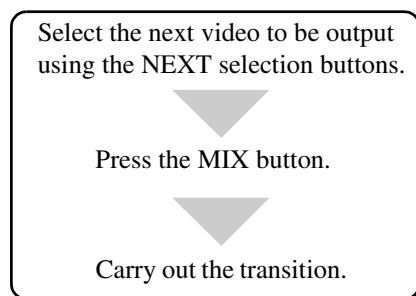 Select the next video to be output
using the NEXT selection buttons.
Press the MIX button.
Carry out the transition.